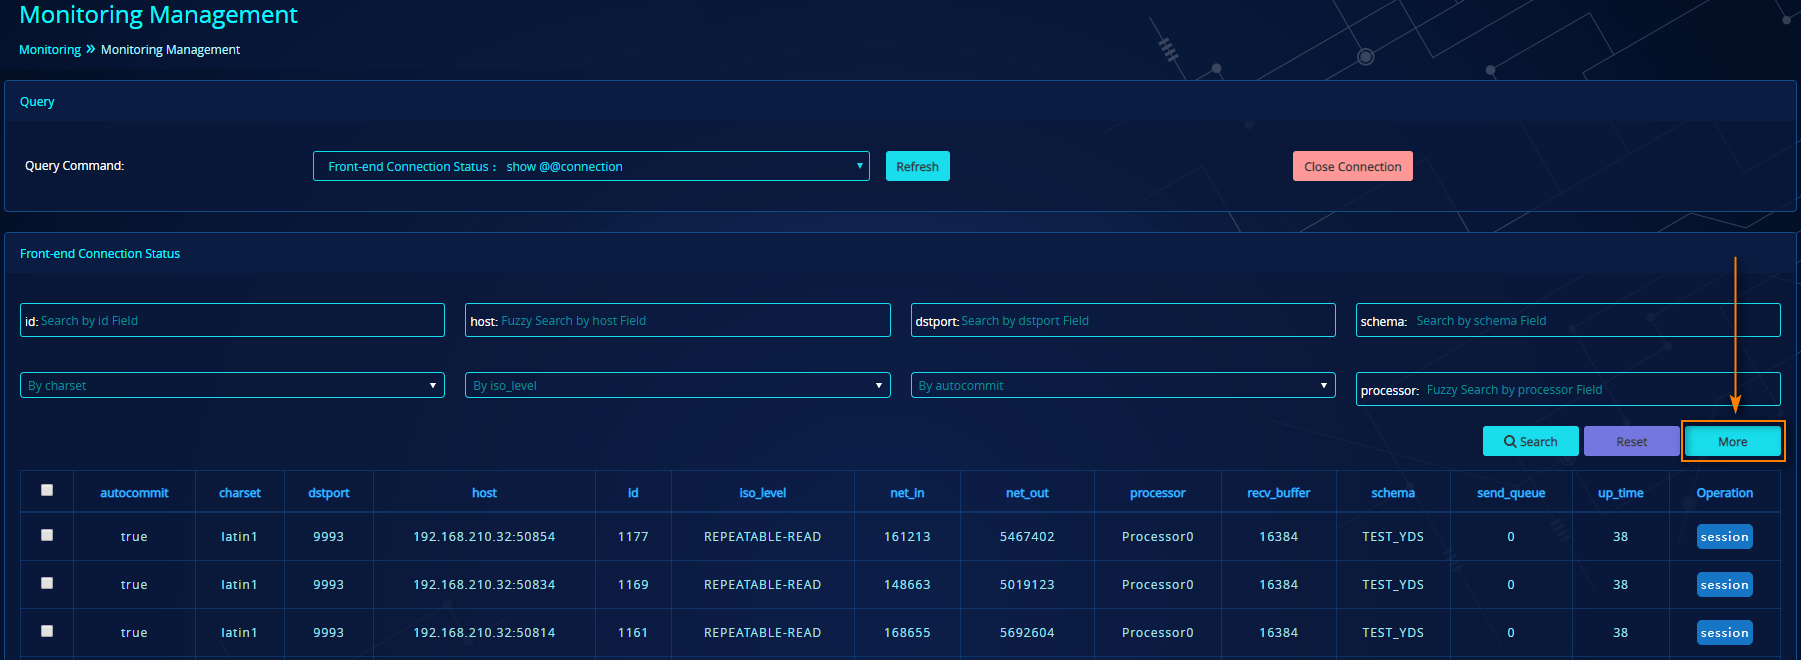 Monitoring Management
Monitoring » Monitoring Management
Query
Query Command: Front-end Connection Status： show @@connection Refresh Close Connection
Front-end Connection Status
id: Search by id Field host: Fuzzy Search by host Field dstport: Search by dstport Field schema: Search by schema Field
By charset By iso_level By autocommit processor: Fuzzy Search by processor Field
Search Reset More
autocommit charset dstport host id iso_level net_in net_out processor recv_buffer schema send_queue up_time Operation
true latin1 9993 192.168.210.32:50854 1177 REPEATABLE-READ 161213 5467402 Processor0 16384 TEST_YDS 0 38 session
true latin1 9993 192.168.210.32:50834 1169 REPEATABLE-READ 148663 5019123 Processor0 16384 TEST_YDS 0 38 session
true latin1 9993 192.168.210.32:50814 1161 REPEATABLE-READ 168655 5692604 Processor0 16384 TEST_YDS 0 38 session